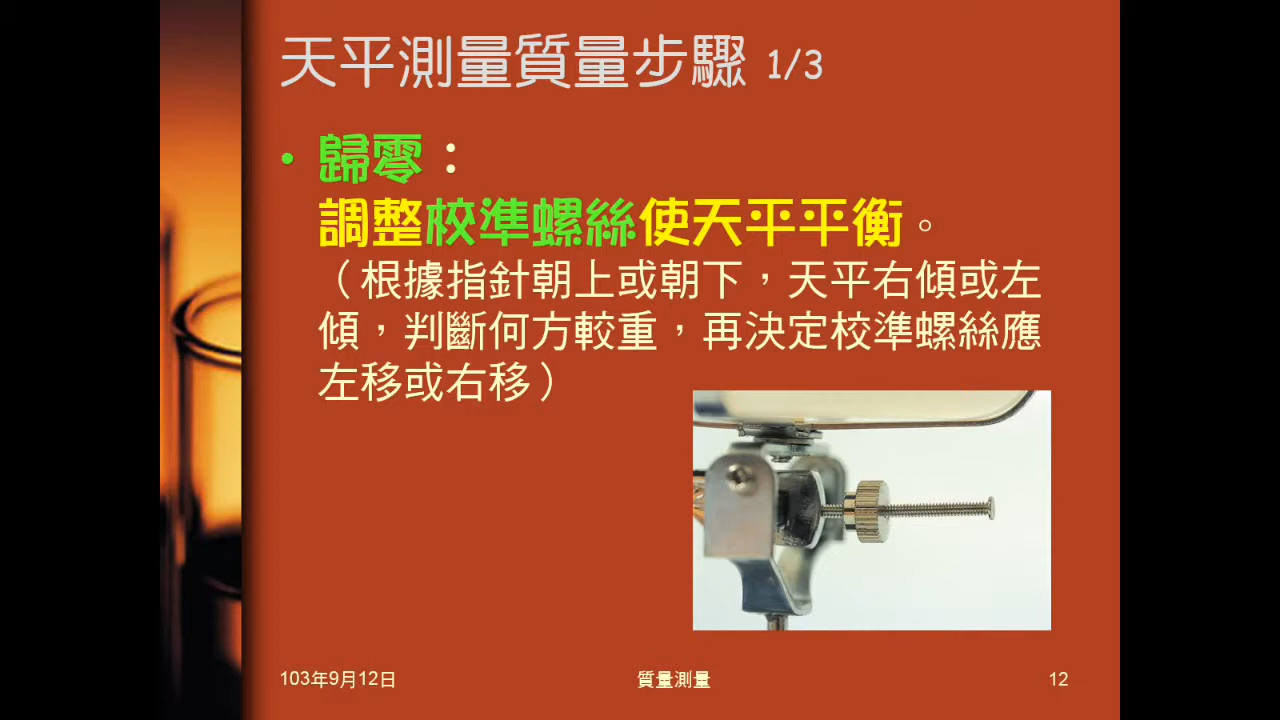 天平測量質量步驟 1/3
• 歸零：
調整校準螺絲使天平平衡。
（根據指針朝上或朝下，天平右傾或左
傾，判斷何方較重，再決定校準螺絲應
左移或右移）
103年9月12日
質量測量
12